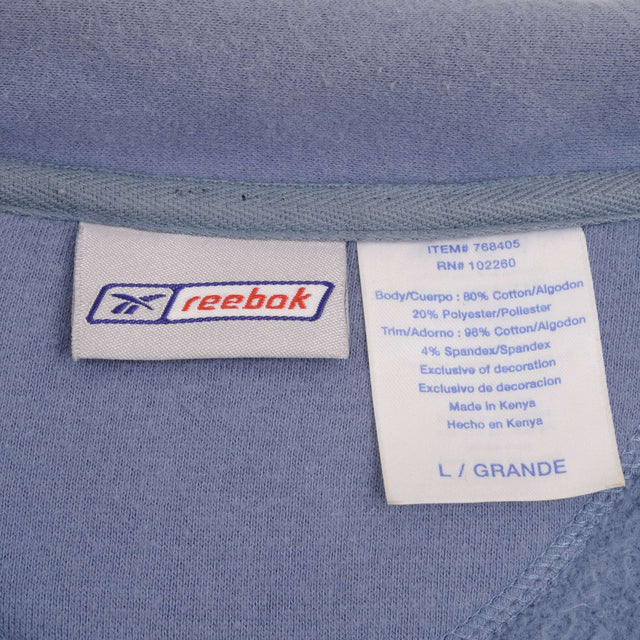 reebok
ITEM# 768405
RN# 102260
Body/Cuerpo : 80% Cotton/Algodon
20% Polyester/Poliester
Trim/Adorno : 96% Cotton/Algodon
4% Spandex/Spandex
Exclusive of decoration
Exclusivo de decoracion
Made in Kenya
Hecho en Kenya
L / GRANDE